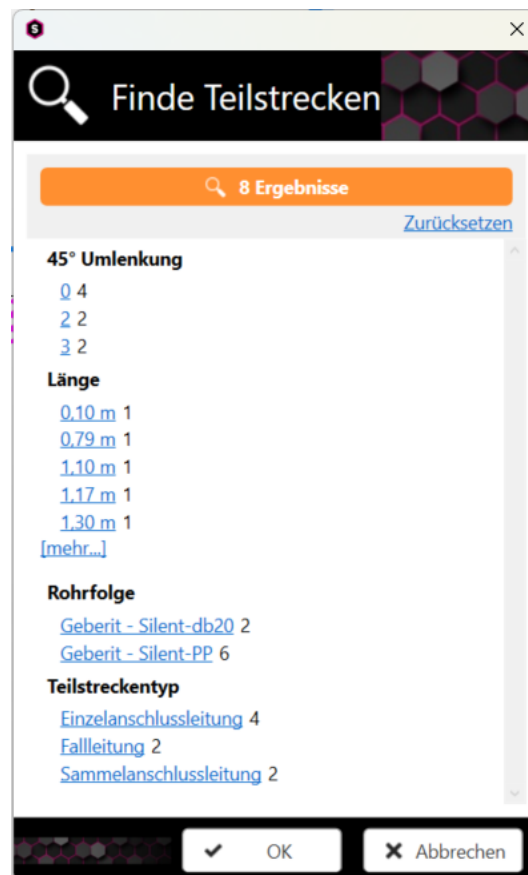 S
Finde Teilstrecken
8 Ergebnisse
Zurücksetzen
45° Umlenkung
0 4
2 2
3 2
Länge
0,10 m 1
0,79 m 1
1,10 m 1
1,17 m 1
1,30 m 1
[mehr...]
Rohrfolge
Geberit - Silent-db20 2
Geberit - Silent-PP 6
Teilstreckentyp
Einzelanschlussleitung 4
Fallleitung 2
Sammelanschlussleitung 2
OK
Abbrechen